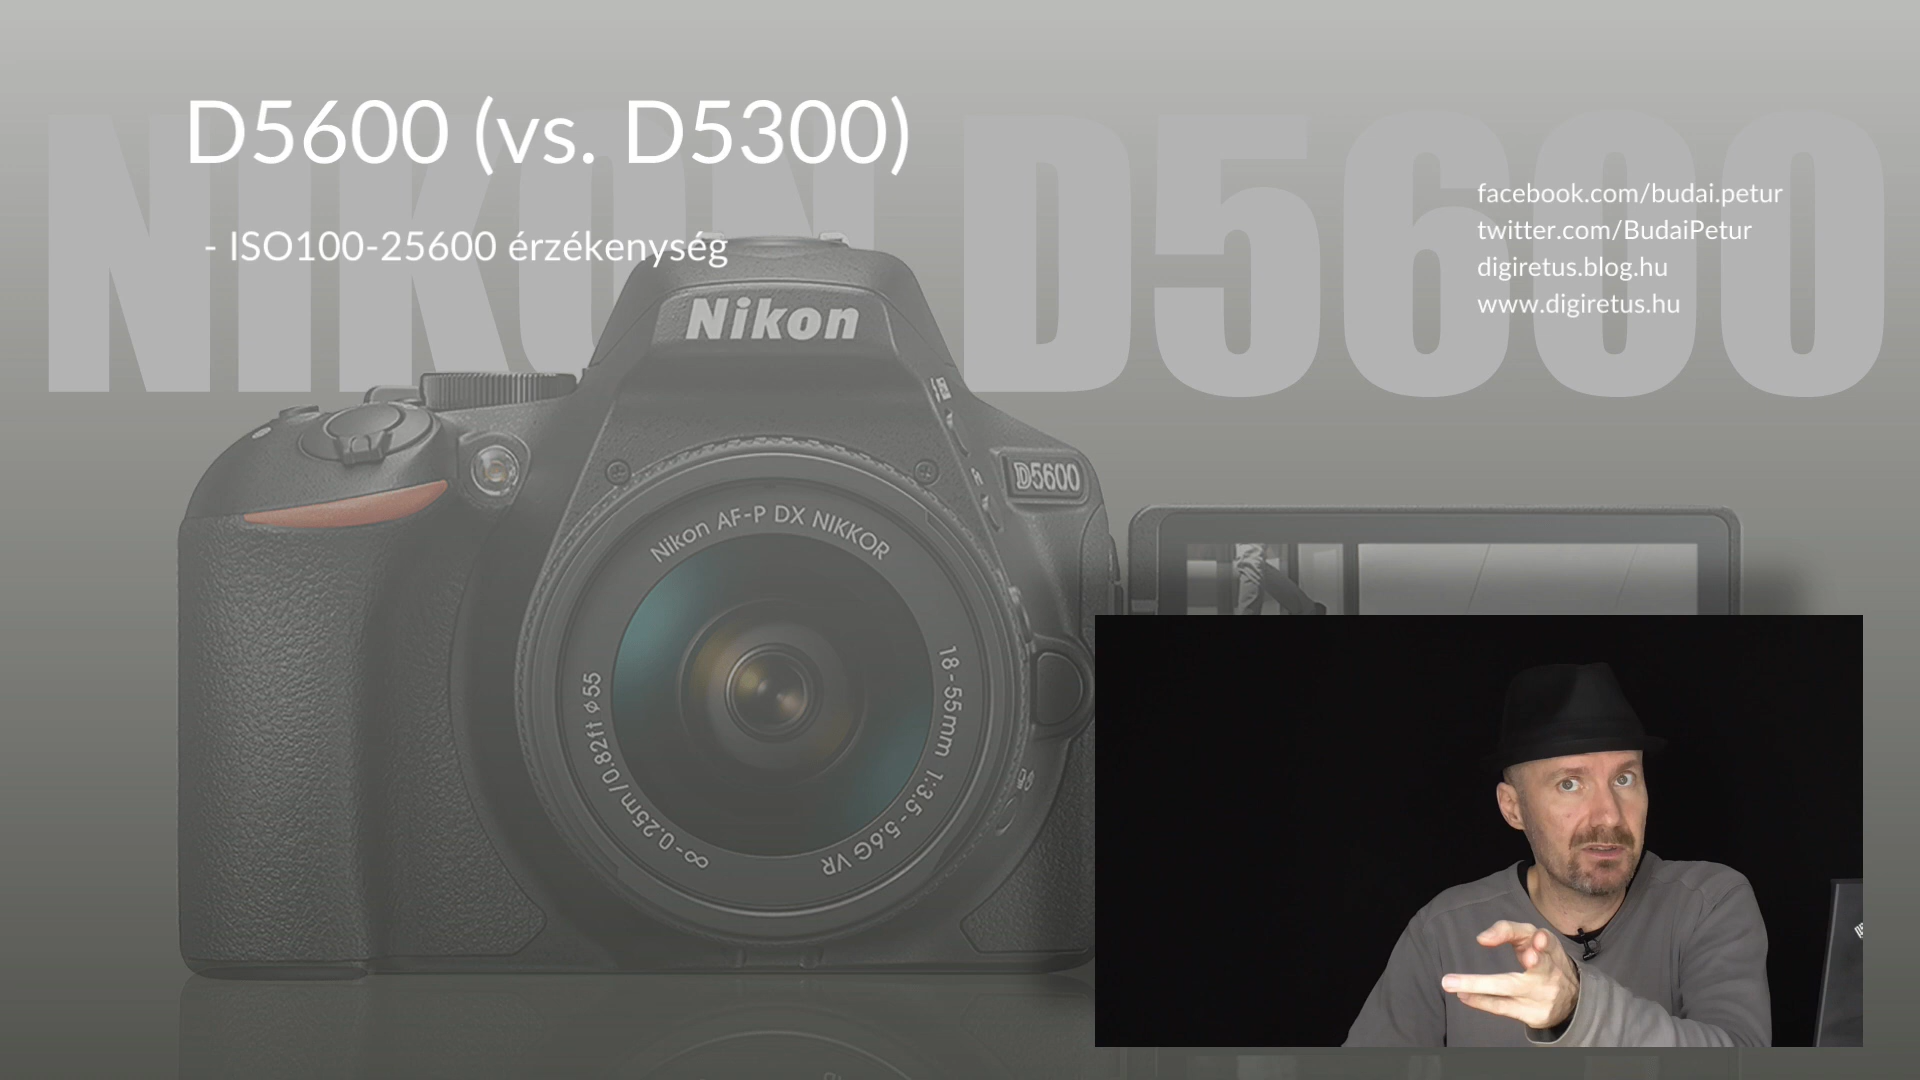 NIKON D5600
D5600 (vs. D5300)
- ISO100-25600 érzékenység
facebook.com/budai.petur
twitter.com/BudaiPetur
digiretus.blog.hu
www.digiretus.hu
Nikon
D5600
Nikon AF-P DX NIKKOR
18-55mm 1:3.5-5.6G VR
∞-0.25m/0.82ft ⌀55